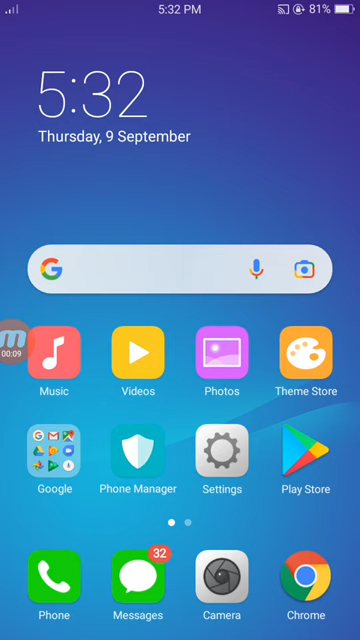 5:32 PM
81%
5:32
Thursday, 9 September
00:09
Music
Videos
Photos
Theme Store
Google
Phone Manager
Settings
Play Store
32
Phone
Messages
Camera
Chrome